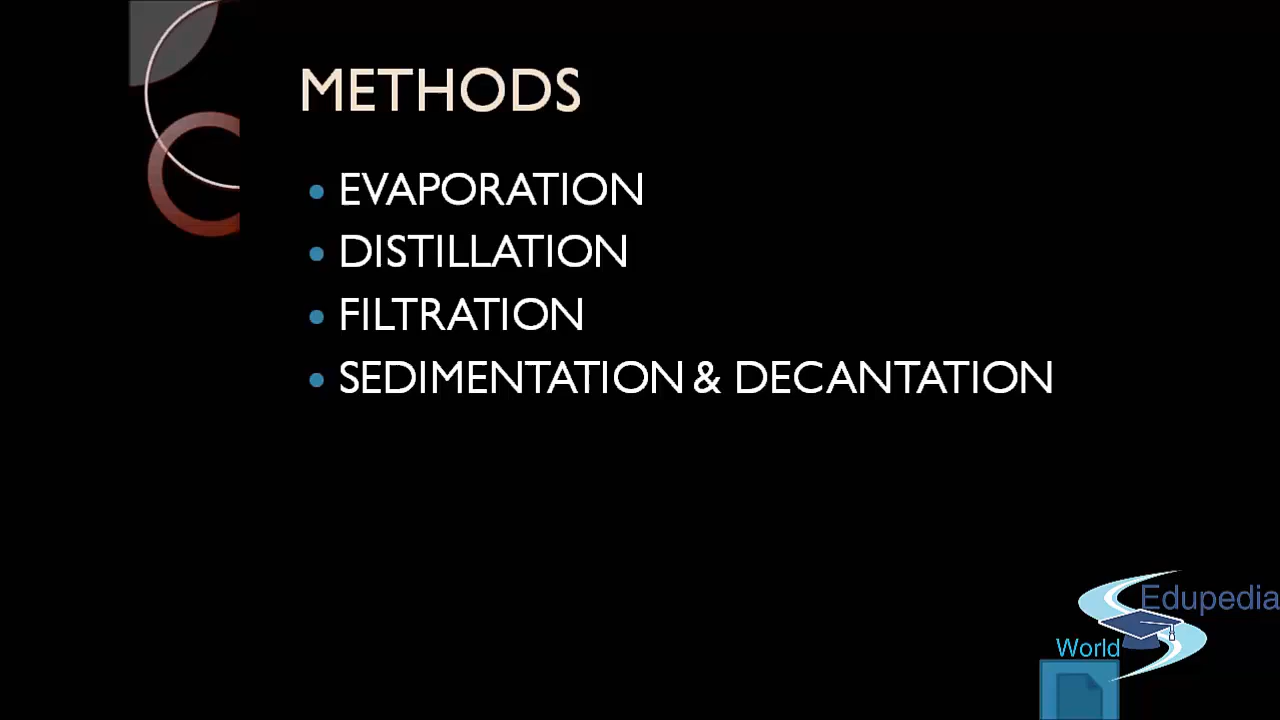 METHODS
• EVAPORATION
• DISTILLATION
• FILTRATION
• SEDIMENTATION & DECANTATION
Edupedia
World